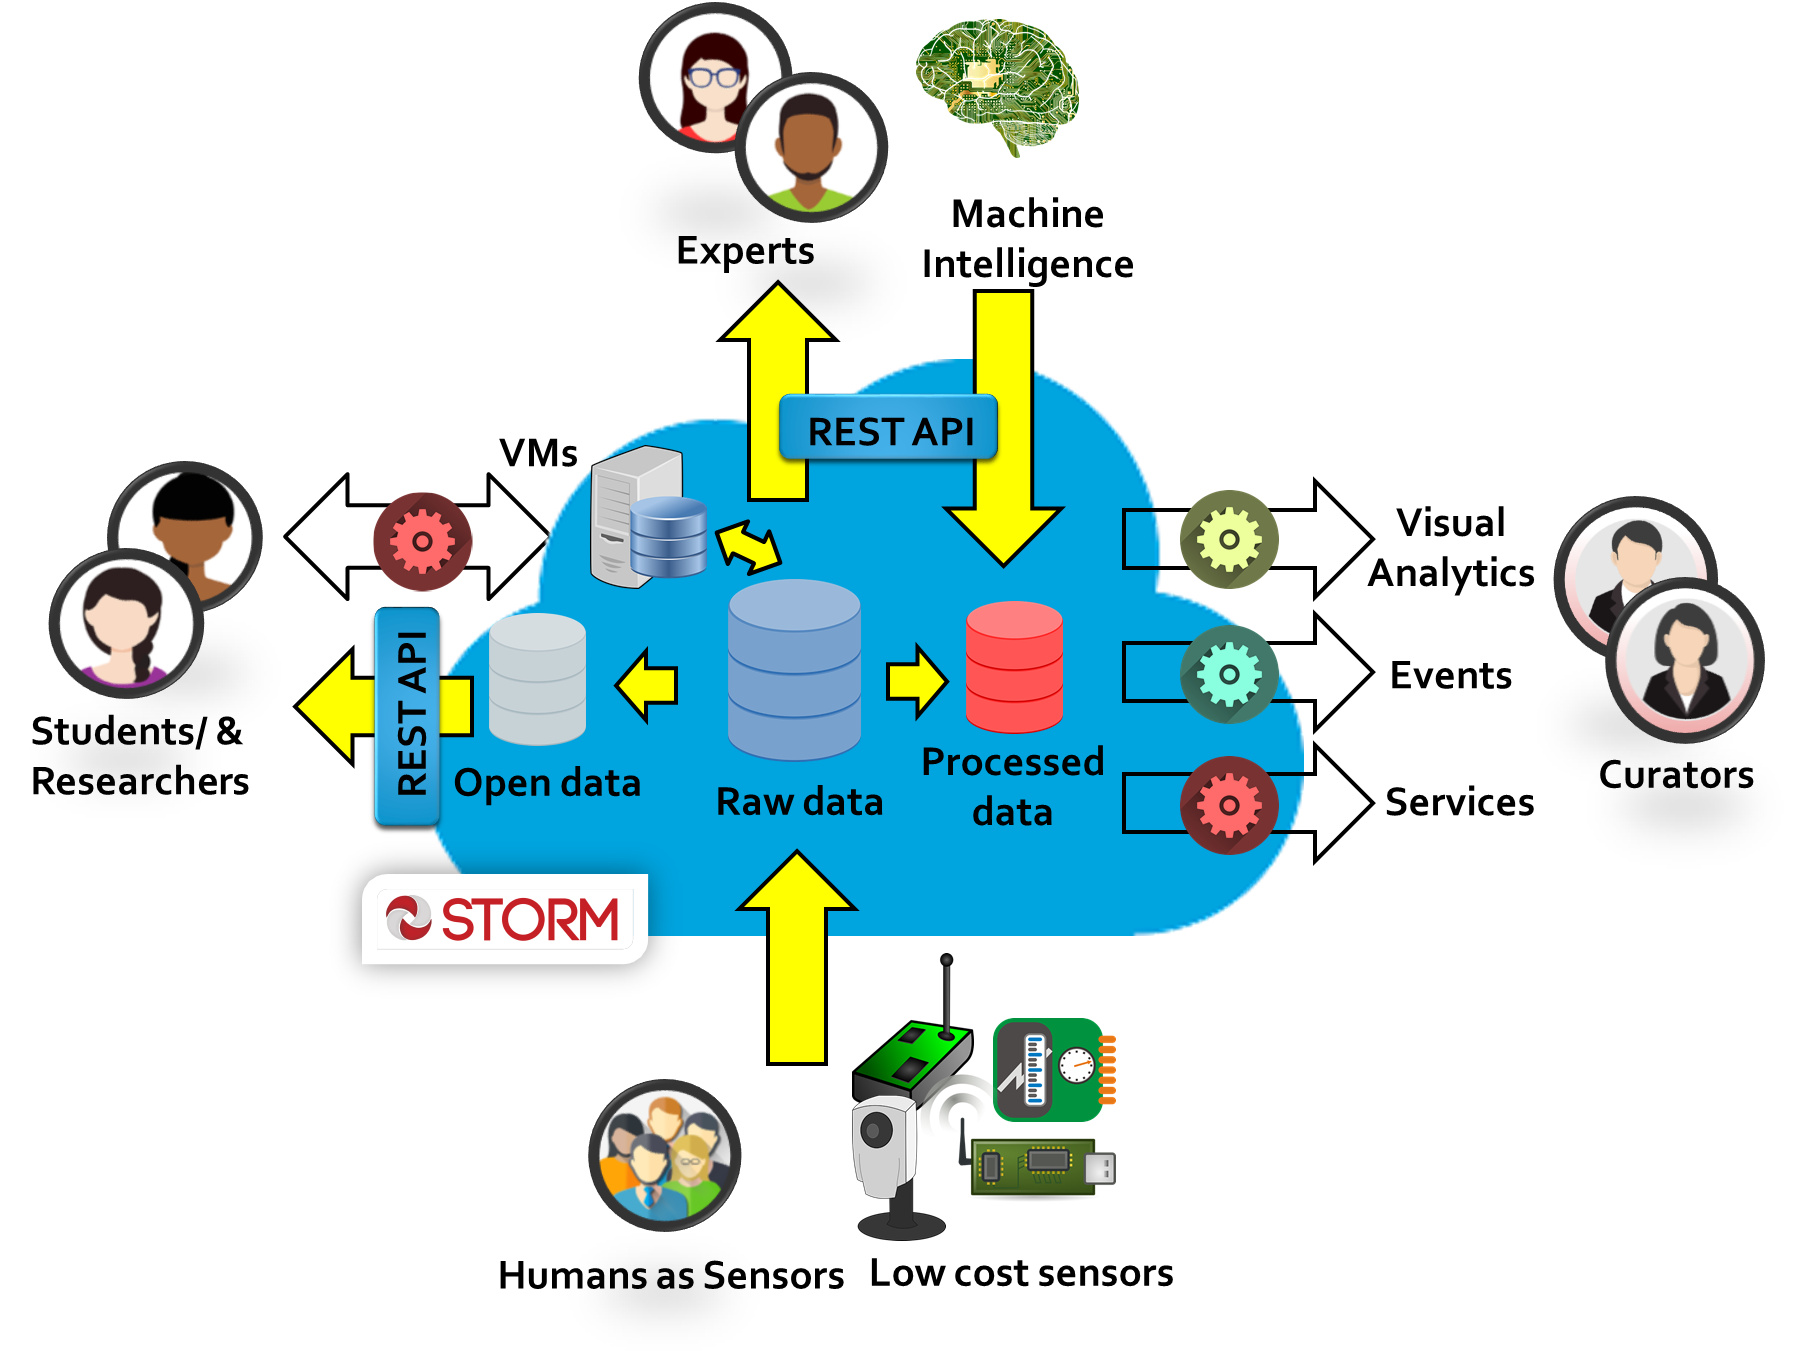 Experts
Machine
Intelligence
REST API
VMs
Visual
Analytics
Events
Services
Curators
REST API
Students/ &
Researchers
Open data
Raw data
Processed
data
STORM
Humans as Sensors
Low cost sensors